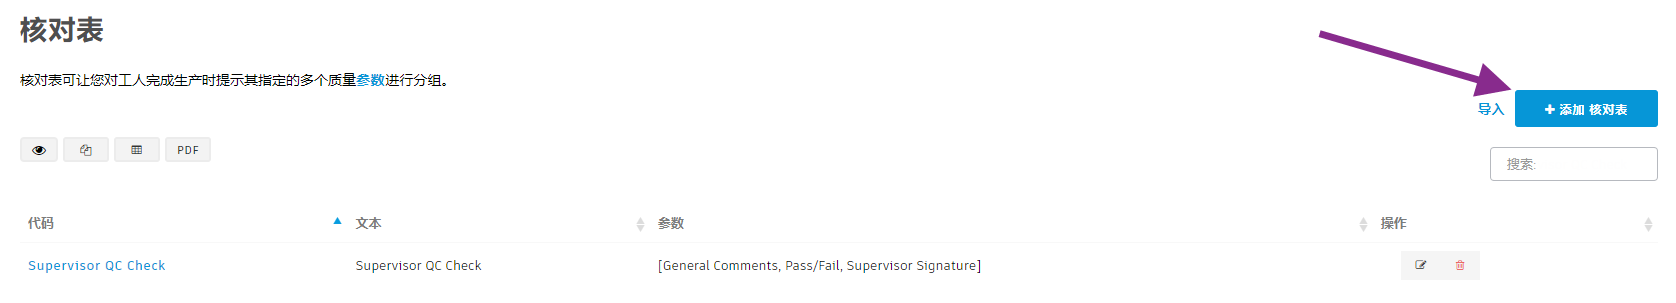 核对表
核对表可让您对工人完成生产时提示其指定的多个质量参数进行分组。
导入 添加 核对表
PDF
搜索:
代码 文本 参数 操作
Supervisor QC Check Supervisor QC Check [General Comments, Pass/Fail, Supervisor Signature]